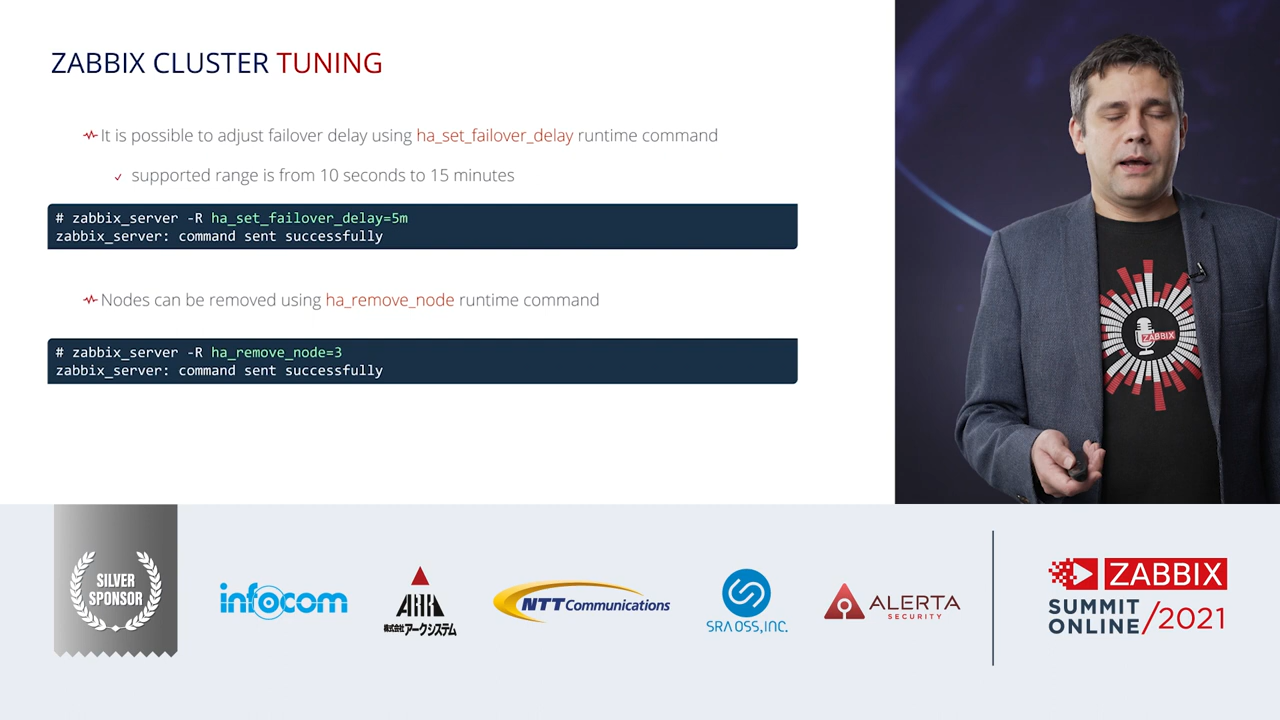 ZABBIX CLUSTER TUNING
It is possible to adjust failover delay using ha_set_failover_delay runtime command
supported range is from 10 seconds to 15 minutes
# zabbix_server -R ha_set_failover_delay=5m
zabbix_server: command sent successfully
Nodes can be removed using ha_remove_node runtime command
# zabbix_server -R ha_remove_node=3
zabbix_server: command sent successfully
ZABBIX
SILVER
SPONSOR
infocom
ARK
株式会社アークシステム
NTT Communications
SRA OSS, INC.
ALERTA
SECURITY
ZABBIX
SUMMIT
ONLINE /2021